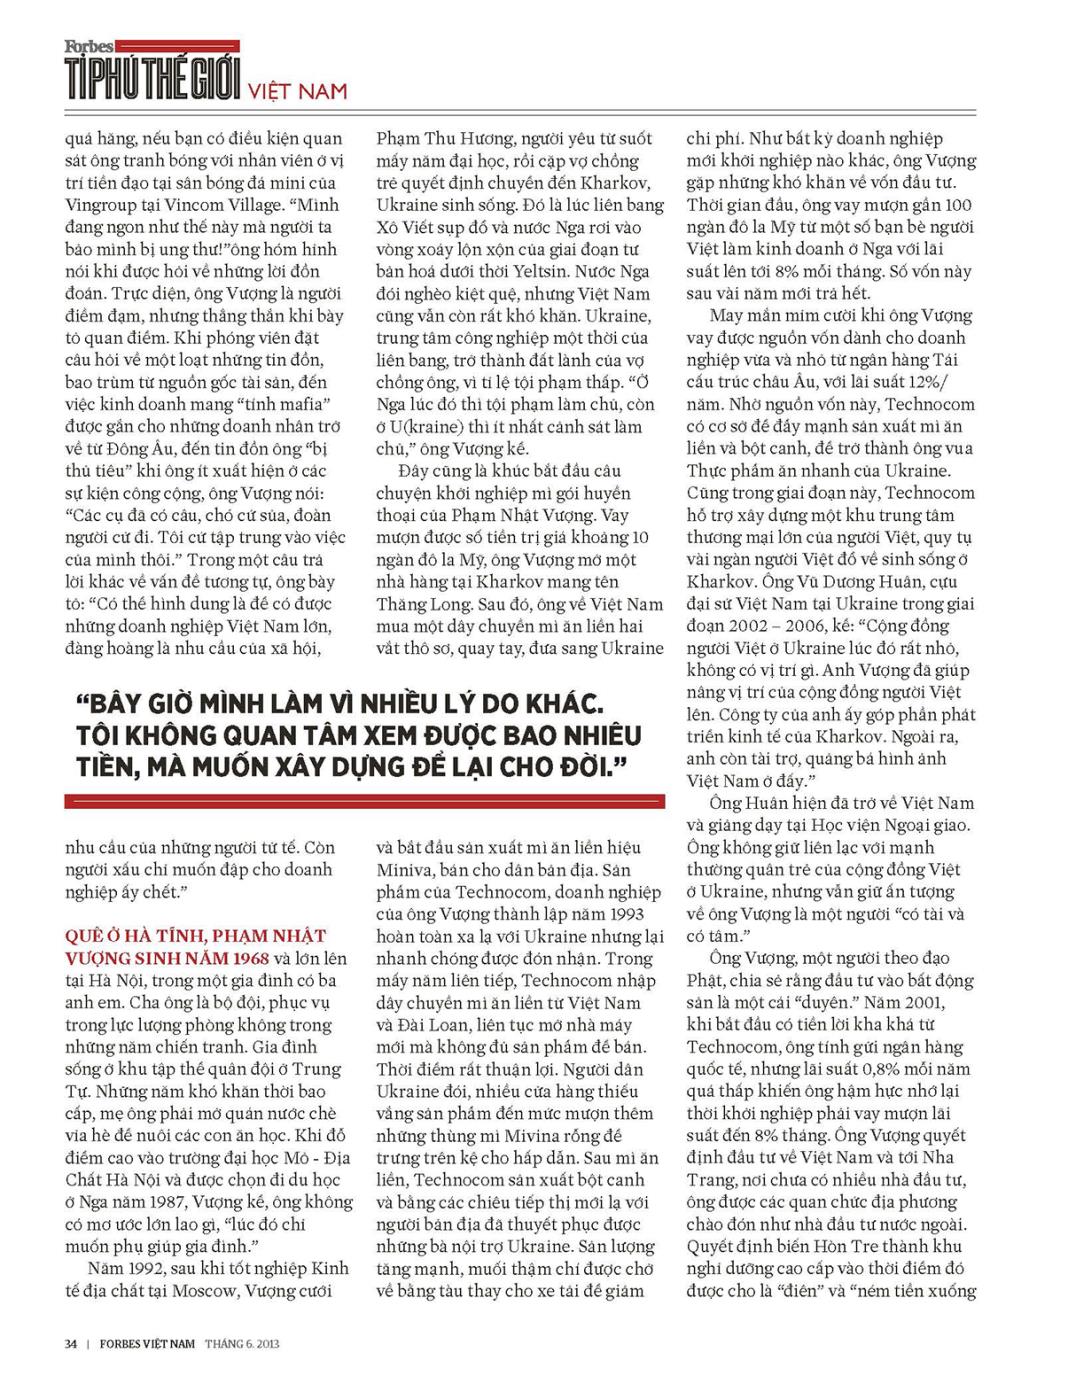 Forbes
TỈ PHÚ THẾ GIỚI VIỆT NAM
quá hăng, nếu bạn có điều kiện quan
sát ông tranh bóng với nhân viên ở vị
trí tiền đạo tại sân bóng đá mini của
Vingroup tại Vincom Village. “Mình
đang ngon như thế này mà người ta
bảo mình bị ung thư!”ông hóm hỉnh
nói khi được hỏi về những lời đồn
đoán. Trực diện, ông Vượng là người
điềm đạm, nhưng thẳng thắn khi bày
tỏ quan điểm. Khi phóng viên đặt
câu hỏi về một loạt những tin đồn,
bao trùm từ nguồn gốc tài sản, đến
việc kinh doanh mang “tính mafia”
được gắn cho những doanh nhân trở
về từ Đông Âu, đến tin đồn ông “bị
thủ tiêu” khi ông ít xuất hiện ở các
sự kiện công cộng, ông Vượng nói:
“Các cụ đã có câu, chó cứ sủa, đoàn
người cứ đi. Tôi cứ tập trung vào việc
của mình thôi.” Trong một câu trả
lời khác về vấn đề tương tự, ông bày
tỏ: “Có thể hình dung là để có được
những doanh nghiệp Việt Nam lớn,
đàng hoàng là nhu cầu của xã hội,
Phạm Thu Hương, người yêu từ suốt
mấy năm đại học, rồi cặp vợ chồng
trẻ quyết định chuyển đến Kharkov,
Ukraine sinh sống. Đó là lúc liên bang
Xô Viết sụp đổ và nước Nga rơi vào
vòng xoáy lộn xộn của giai đoạn tư
bản hoá dưới thời Yeltsin. Nước Nga
đói nghèo kiệt quệ, nhưng Việt Nam
cũng vẫn còn rất khó khăn. Ukraine,
trung tâm công nghiệp một thời của
liên bang, trở thành đất lành của vợ
chồng ông, vì tỉ lệ tội phạm thấp. “Ở
Nga lúc đó thì tội phạm làm chủ, còn
ở U(kraine) thì ít nhất cảnh sát làm
chủ,” ông Vượng kể.
Đây cũng là khúc bắt đầu câu
chuyện khởi nghiệp mì gói huyền
thoại của Phạm Nhật Vượng. Vay
mượn được số tiền trị giá khoảng 10
ngàn đô la Mỹ, ông Vượng mở một
nhà hàng tại Kharkov mang tên
Thăng Long. Sau đó, ông về Việt Nam
mua một dây chuyền mì ăn liền hai
vắt thô sơ, quay tay, đưa sang Ukraine
“BÂY GIỜ MÌNH LÀM VÌ NHIỀU LÝ DO KHÁC.
TÔI KHÔNG QUAN TÂM XEM ĐƯỢC BAO NHIÊU
TIỀN, MÀ MUỐN XÂY DỰNG ĐỂ LẠI CHO ĐỜI.”
nhu cầu của những người tử tế. Còn
người xấu chỉ muốn đập cho doanh
nghiệp ấy chết.”
QUÊ Ở HÀ TĨNH, PHẠM NHẬT
VƯỢNG SINH NĂM 1968 và lớn lên
tại Hà Nội, trong một gia đình có ba
anh em. Cha ông là bộ đội, phục vụ
trong lực lượng phòng không trong
những năm chiến tranh. Gia đình
sống ở khu tập thể quân đội ở Trung
Tự. Những năm khó khăn thời bao
cấp, mẹ ông phải mở quán nước chè
vỉa hè để nuôi các con ăn học. Khi đỗ
điểm cao vào trường đại học Mỏ - Địa
Chất Hà Nội và được chọn đi du học
ở Nga năm 1987, Vượng kể, ông không
có mơ ước lớn lao gì, “lúc đó chỉ
muốn phụ giúp gia đình.”
Năm 1992, sau khi tốt nghiệp Kinh
tế địa chất tại Moscow, Vượng cưới
và bắt đầu sản xuất mì ăn liền hiệu
Miniva, bán cho dân bản địa. Sản
phẩm của Technocom, doanh nghiệp
của ông Vượng thành lập năm 1993
hoàn toàn xa lạ với Ukraine nhưng lại
nhanh chóng được đón nhận. Trong
mấy năm liên tiếp, Technocom nhập
dây chuyền mì ăn liền từ Việt Nam
và Đài Loan, liên tục mở nhà máy
mới mà không đủ sản phẩm để bán.
Thời điểm rất thuận lợi. Người dân
Ukraine đói, nhiều cửa hàng thiếu
vắng sản phẩm đến mức mượn thêm
những thùng mì Mivina rỗng để
trưng trên kệ cho hấp dẫn. Sau mì ăn
liền, Technocom sản xuất bột canh
và bằng các chiêu tiếp thị mới lạ với
người bản địa đã thuyết phục được
những bà nội trợ Ukraine. Sản lượng
tăng mạnh, muối thậm chí được chở
về bằng tàu thay cho xe tải để giảm
chi phí. Như bất kỳ doanh nghiệp
mới khởi nghiệp nào khác, ông Vượng
gặp những khó khăn về vốn đầu tư.
Thời gian đầu, ông vay mượn gần 100
ngàn đô la Mỹ từ một số bạn bè người
Việt làm kinh doanh ở Nga với lãi
suất lên tới 8% mỗi tháng. Số vốn này
sau vài năm mới trả hết.
May mắn mỉm cười khi ông Vượng
vay được nguồn vốn dành cho doanh
nghiệp vừa và nhỏ từ ngân hàng Tái
cấu trúc châu Âu, với lãi suất 12%/
năm. Nhờ nguồn vốn này, Technocom
có cơ sở để đẩy mạnh sản xuất mì ăn
liền và bột canh, để trở thành ông vua
Thực phẩm ăn nhanh của Ukraine.
Cũng trong giai đoạn này, Technocom
hỗ trợ xây dựng một khu trung tâm
thương mại lớn của người Việt, quy tụ
vài ngàn người Việt đổ về sinh sống ở
Kharkov. Ông Vũ Dương Huân, cựu
đại sứ Việt Nam tại Ukraine trong giai
đoạn 2002 – 2006, kể: “Cộng đồng
người Việt ở Ukraine lúc đó rất nhỏ,
không có vị trí gì. Anh Vượng đã giúp
nâng vị trí của cộng đồng người Việt
lên. Công ty của anh ấy góp phần phát
triển kinh tế của Kharkov. Ngoài ra,
anh còn tài trợ, quảng bá hình ảnh
Việt Nam ở đấy.”
Ông Huân hiện đã trở về Việt Nam
và giảng dạy tại Học viện Ngoại giao.
Ông không giữ liên lạc với mạnh
thường quân trẻ của cộng đồng Việt
ở Ukraine, nhưng vẫn giữ ấn tượng
về ông Vượng là một người “có tài và
có tâm.”
Ông Vượng, một người theo đạo
Phật, chia sẻ rằng đầu tư vào bất động
sản là một cái “duyên.” Năm 2001,
khi bắt đầu có tiền lời kha khá từ
Technocom, ông tính gửi ngân hàng
quốc tế, nhưng lãi suất 0,8% mỗi năm
quá thấp khiến ông hậm hực nhớ lại
thời khởi nghiệp phải vay mượn lãi
suất đến 8% tháng. Ông Vượng quyết
định đầu tư về Việt Nam và tới Nha
Trang, nơi chưa có nhiều nhà đầu tư,
ông được các quan chức địa phương
chào đón như nhà đầu tư nước ngoài.
Quyết định biến Hòn Tre thành khu
nghỉ dưỡng cao cấp vào thời điểm đó
được cho là “điên” và “ném tiền xuống
34 | FORBES VIỆT NAM THÁNG 6. 2013